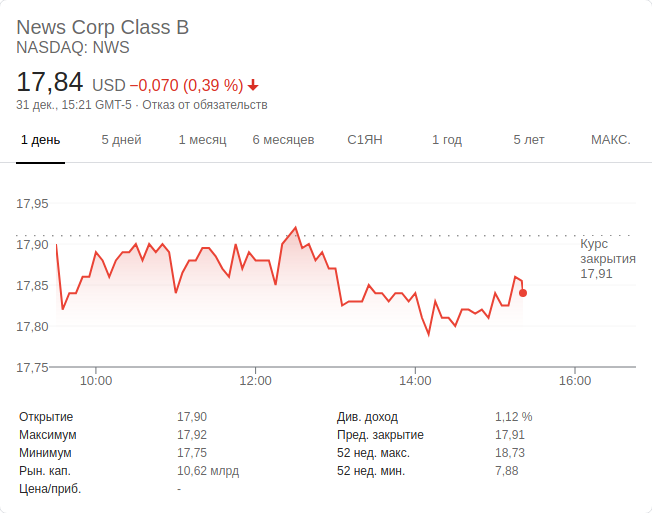 News Corp Class B
NASDAQ: NWS
17,84 USD −0,070 (0,39 %)
31 дек., 15:21 GMT-5 · Отказ от обязательств
1 день 5 дней 1 месяц 6 месяцев С1ЯН 1 год 5 лет МАКС.
17,95
17,90
17,85
17,80
17,75
Курс
закрытия
17,91
10:00 12:00 14:00 16:00
Открытие 17,90 Див. доход 1,12 %
Максимум 17,92 Пред. закрытие 17,91
Минимум 17,75 52 нед. макс. 18,73
Рын. кап. 10,62 млрд 52 нед. мин. 7,88
Цена/приб. -